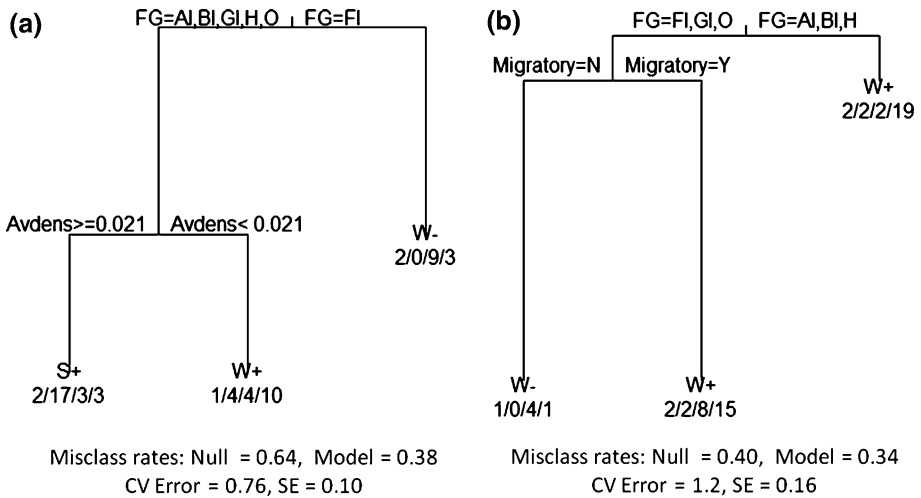 (a)
FG=AI,BI,GI,H,O FG=FI
Avdens>=0.021 Avdens< 0.021
W-
2/0/9/3
S+
2/17/3/3
W+
1/4/4/10
Misclass rates: Null = 0.64, Model = 0.38
CV Error = 0.76, SE = 0.10
(b)
FG=FI,GI,O FG=AI,BI,H
Migratory=N Migratory=Y
W+
2/2/2/19
W-
1/0/4/1
W+
2/2/8/15
Misclass rates: Null = 0.40, Model = 0.34
CV Error = 1.2, SE = 0.16